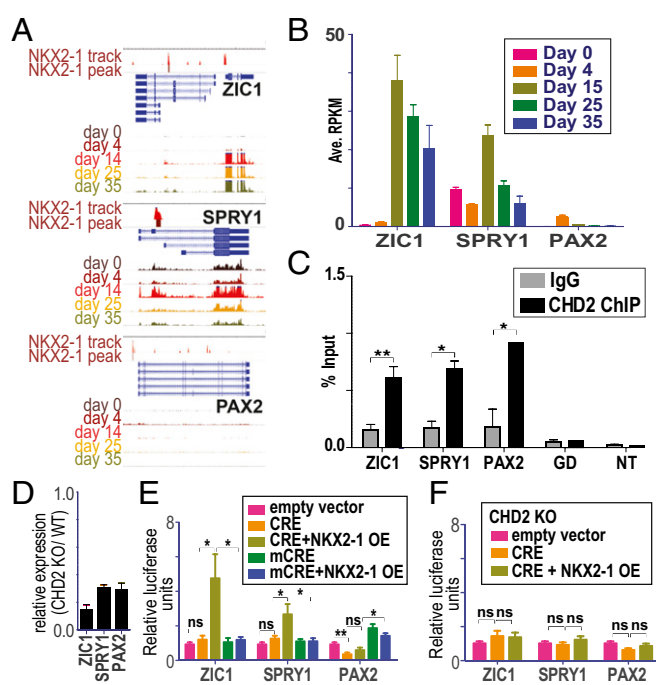 A
NKX2-1 track
NKX2-1 peak
ZIC1
day 0
day 4
day 14
day 25
day 35
NKX2-1 track
NKX2-1 peak
SPRY1
day 0
day 4
day 14
day 25
day 35
NKX2-1 track
NKX2-1 peak
PAX2
day 0
day 4
day 14
day 25
day 35
B
50
Ave. RPKM
0
Day 0
Day 4
Day 15
Day 25
Day 35
ZIC1 SPRY1 PAX2
C
1.5
% Input
0.0
IgG
CHD2 ChIP
** * *
ZIC1 SPRY1 PAX2 GD NT
D
relative expression
(CHD2 KO/ WT)
1.0
0.0
ZIC1
SPRY1
PAX2
E
Relative luciferase
units
8
4
0
empty vector
CRE
CRE+NKX2-1 OE
mCRE
mCRE+NKX2-1 OE
ns * * ns * * ** ns *
ZIC1 SPRY1 PAX2
F
Relative luciferase
units
8
4
0
CHD2 KO
empty vector
CRE
CRE + NKX2-1 OE
ns ns ns ns ns ns
ZIC1 SPRY1 PAX2